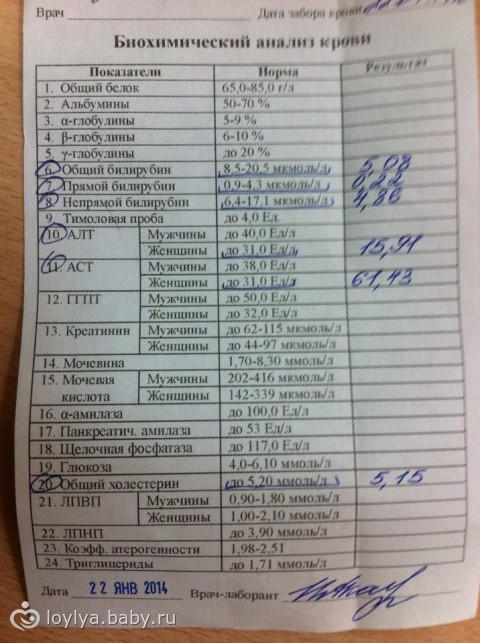 Врач Дата забора крови
Биохимический анализ крови
Показатели Норма Результат
1. Общий белок 65,0-85,0 г/л
2. Альбумины 50-70 %
3. α-глобулины 5-9 %
4. β-глобулины 6-10 %
5. γ-глобулины до 20 %
6. Общий билирубин 8,5-20,5 мкмоль/л 5,08
7. Прямой билирубин 0,9-4,3 мкмоль/л 0,22
8. Непрямой билирубин 6,4-17,1 мкмоль/л 4,86
9. Тимоловая проба до 4,0 Ед.
10. АЛТ Мужчины до 40,0 Ед/л
Женщины до 31,0 Ед/л 15,91
11. АСТ Мужчины до 38,0 Ед/л
Женщины до 31,0 Ед/л 61,43
12. ГГПТ Мужчины до 50,0 Ед/л
Женщины до 32,0 Ед/л
13. Креатинин Мужчины до 62-115 мкмоль/л
Женщины до 44-97 мкмоль/л
14. Мочевина 1,70-8,30 ммоль/л
15. Мочевая Мужчины 202-416 мкмоль/л
кислота Женщины 142-339 мкмоль/л
16. α-амилаза до 100,0 Ед/л
17. Панкреатич. амилаза до 53 Ед/л
18. Щелочная фосфатаза до 117,0 Ед/л
19. Глюкоза 4,0-6,10 ммоль/л
20. Общий холестерин до 5,20 ммоль/л 5,15
21. ЛПВП Мужчины 0,90-1,80 ммоль/л
Женщины 1,00-2,10 ммоль/л
22. ЛПНП до 3,90 ммоль/л
23. Коэфф. атерогенности 1,98-2,51
24. Триглицериды до 1,71 ммоль/л
Дата 22 ЯНВ 2014 Врач-лаборант
loylya.baby.ru